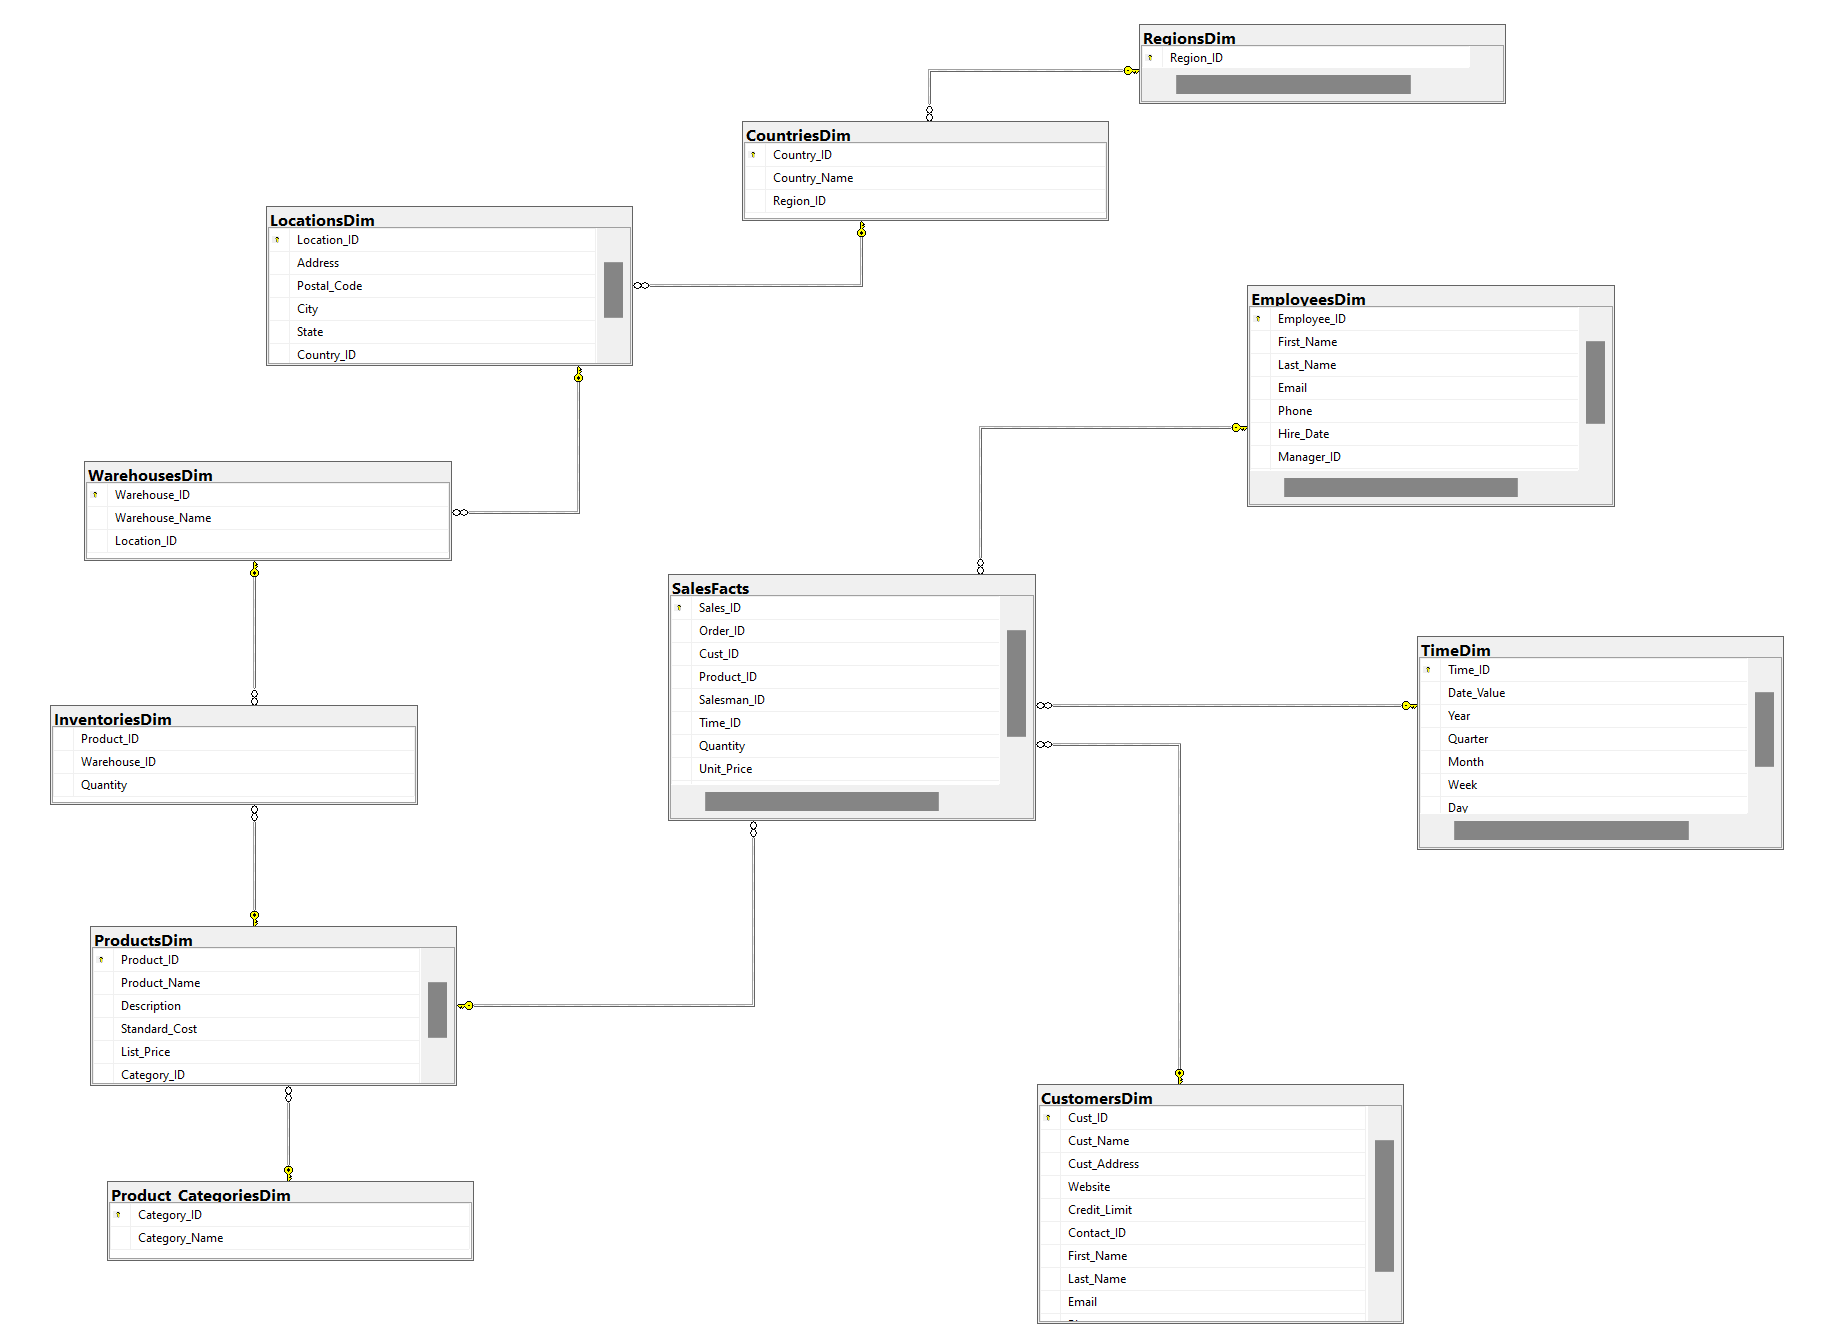 RegionsDim
Region_ID
CountriesDim
Country_ID
Country_Name
Region_ID
LocationsDim
Location_ID
Address
Postal_Code
City
State
Country_ID
EmployeesDim
Employee_ID
First_Name
Last_Name
Email
Phone
Hire_Date
Manager_ID
WarehousesDim
Warehouse_ID
Warehouse_Name
Location_ID
SalesFacts
Sales_ID
Order_ID
Cust_ID
Product_ID
Salesman_ID
Time_ID
Quantity
Unit_Price
TimeDim
Time_ID
Date_Value
Year
Quarter
Month
Week
Day
InventoriesDim
Product_ID
Warehouse_ID
Quantity
ProductsDim
Product_ID
Product_Name
Description
Standard_Cost
List_Price
Category_ID
CustomersDim
Cust_ID
Cust_Name
Cust_Address
Website
Credit_Limit
Contact_ID
First_Name
Last_Name
Email
Product_CategoriesDim
Category_ID
Category_Name